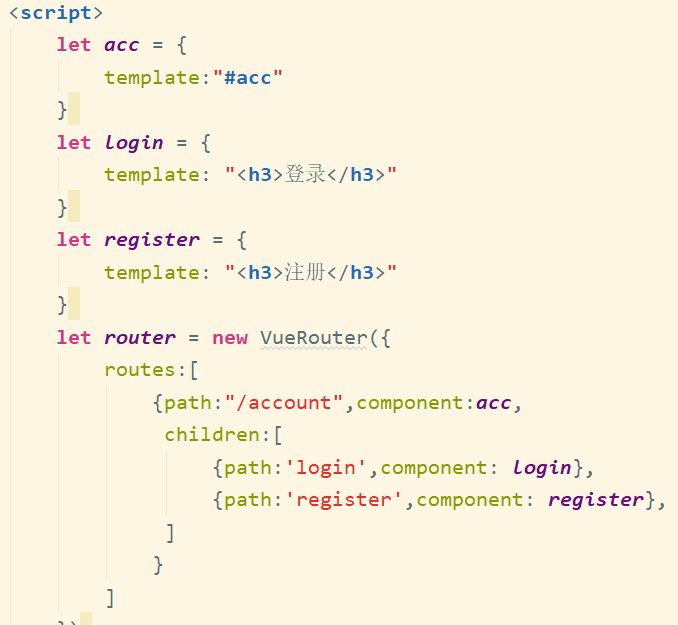 <script>
let acc = {
template:"#acc"
}
let login = {
template: "<h3>登录</h3>"
}
let register = {
template: "<h3>注册</h3>"
}
let router = new VueRouter({
routes:[
{path:"/account",component:acc,
children:[
{path:'login',component: login},
{path:'register',component: register},
]
}
]
})